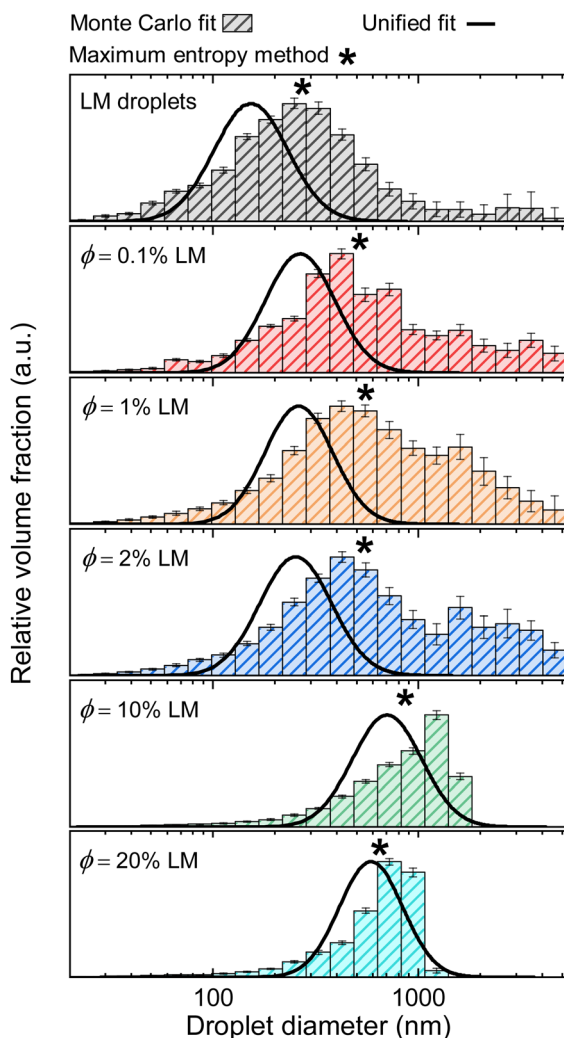 Monte Carlo fit Unified fit
Maximum entropy method *
LM droplets
ϕ = 0.1% LM
ϕ = 1% LM
ϕ = 2% LM
ϕ = 10% LM
ϕ = 20% LM
Relative volume fraction (a.u.)
100 1000
Droplet diameter (nm)